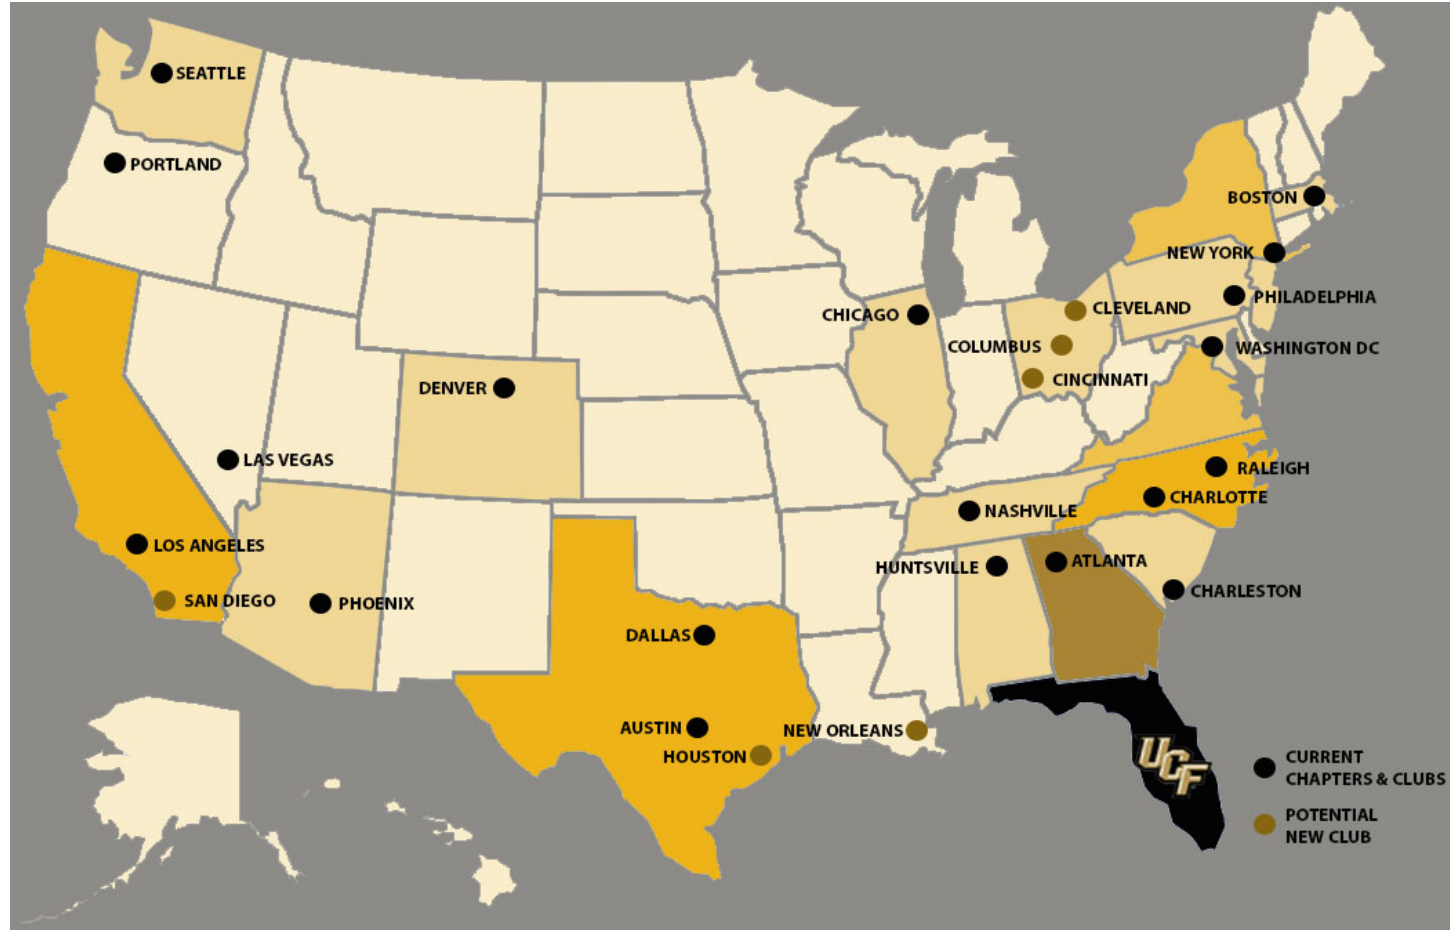 SEATTLE
PORTLAND
BOSTON
NEW YORK
PHILADELPHIA
CLEVELAND
CHICAGO
COLUMBUS
WASHINGTON DC
CINCINNATI
DENVER
LAS VEGAS
RALEIGH
CHARLOTTE
NASHVILLE
LOS ANGELES
HUNTSVILLE
ATLANTA
SAN DIEGO
PHOENIX
CHARLESTON
DALLAS
AUSTIN
NEW ORLEANS
HOUSTON
UCF
CURRENT
CHAPTERS & CLUBS
POTENTIAL
NEW CLUB